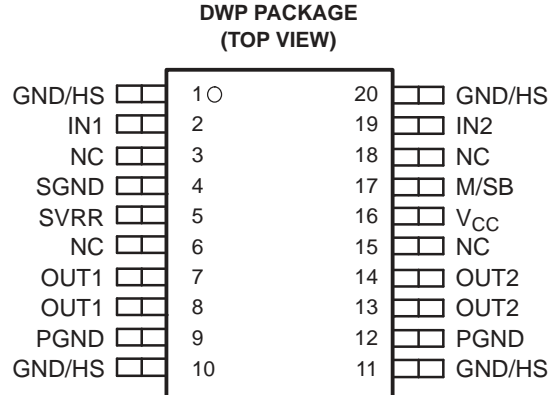 DWP PACKAGE
(TOP VIEW)
GND/HS 1 20 GND/HS
IN1 2 19 IN2
NC 3 18 NC
SGND 4 17 M/SB
SVRR 5 16 VCC
NC 6 15 NC
OUT1 7 14 OUT2
OUT1 8 13 OUT2
PGND 9 12 PGND
GND/HS 10 11 GND/HS